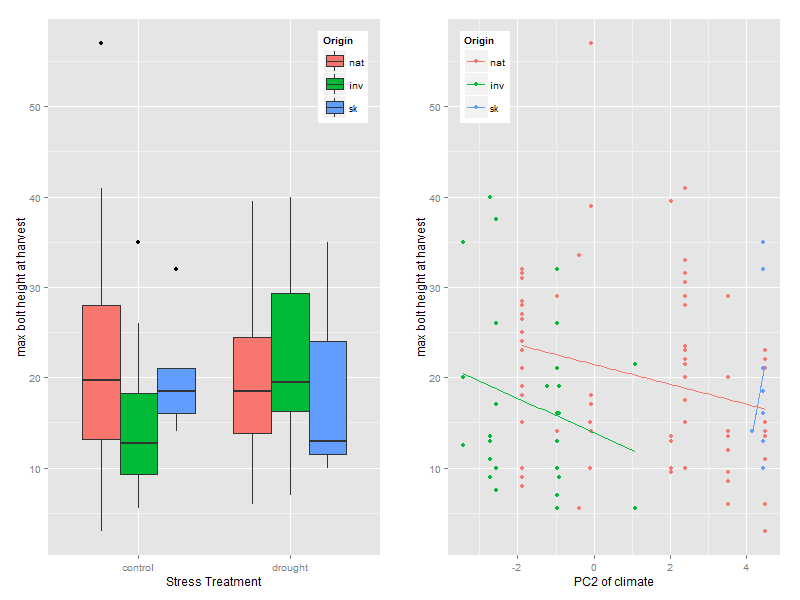 max bolt height at harvest
50
40
30
20
10
Origin
nat
inv
sk
control
drought
Stress Treatment
max bolt height at harvest
50
40
30
20
10
Origin
nat
inv
sk
-2
0
2
4
PC2 of climate